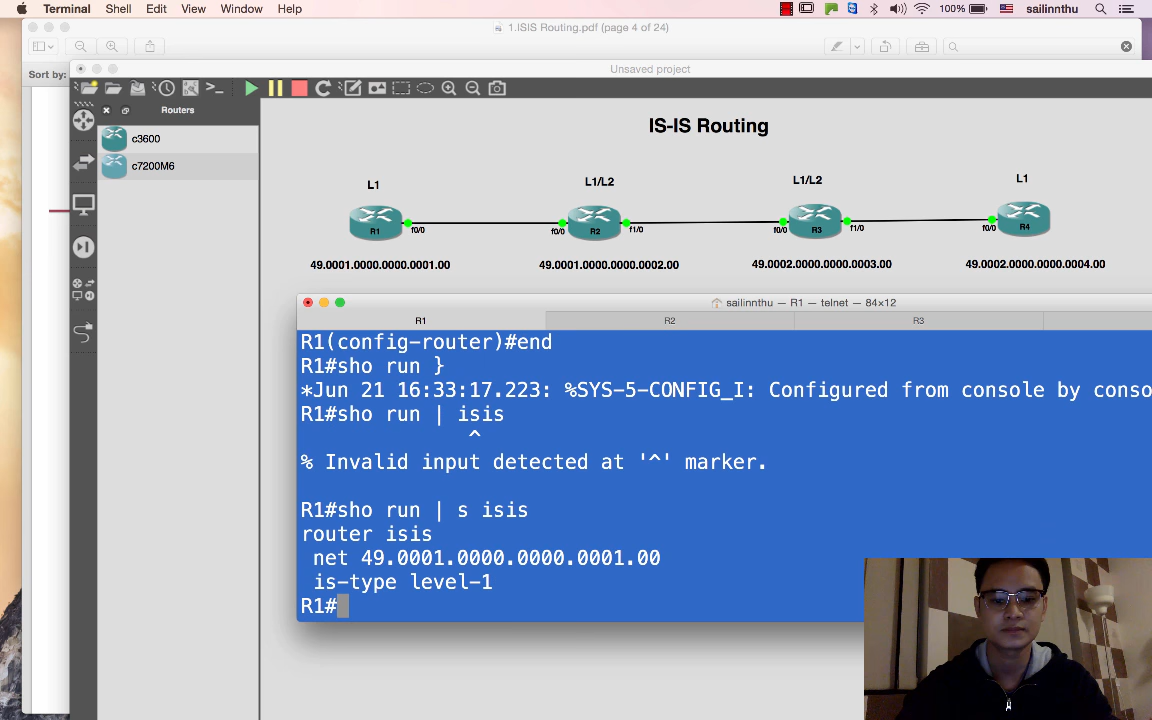 Terminal Shell Edit View Window Help 100% sailinnthu
1.ISIS Routing.pdf (page 4 of 24)
Sort by:
Unsaved project
Routers
c3600
c7200M6
IS-IS Routing
L1 L1/L2 L1/L2 L1
R1 f0/0 f0/0 R2 f1/0 f0/0 R3 f1/0 f0/0 R4
49.0001.0000.0000.0001.00 49.0001.0000.0000.0002.00 49.0002.0000.0000.0003.00 49.0002.0000.0000.0004.00
sailinnthu — R1 — telnet — 84×12
R1 R2 R3
R1(config-router)#end
R1#sho run }
*Jun 21 16:33:17.223: %SYS-5-CONFIG_I: Configured from console by conso
R1#sho run | isis
^
% Invalid input detected at '^' marker.
R1#sho run | s isis
router isis
net 49.0001.0000.0000.0001.00
is-type level-1
R1#